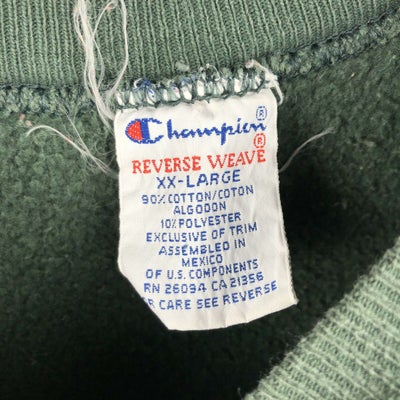 Champion®
REVERSE WEAVE®
XX-LARGE
90% COTTON/COTON
ALGODON
10% POLYESTER
EXCLUSIVE OF TRIM
ASSEMBLED IN
MEXICO
OF U.S. COMPONENTS
RN 26094 CA 21356
R CARE SEE REVERSE